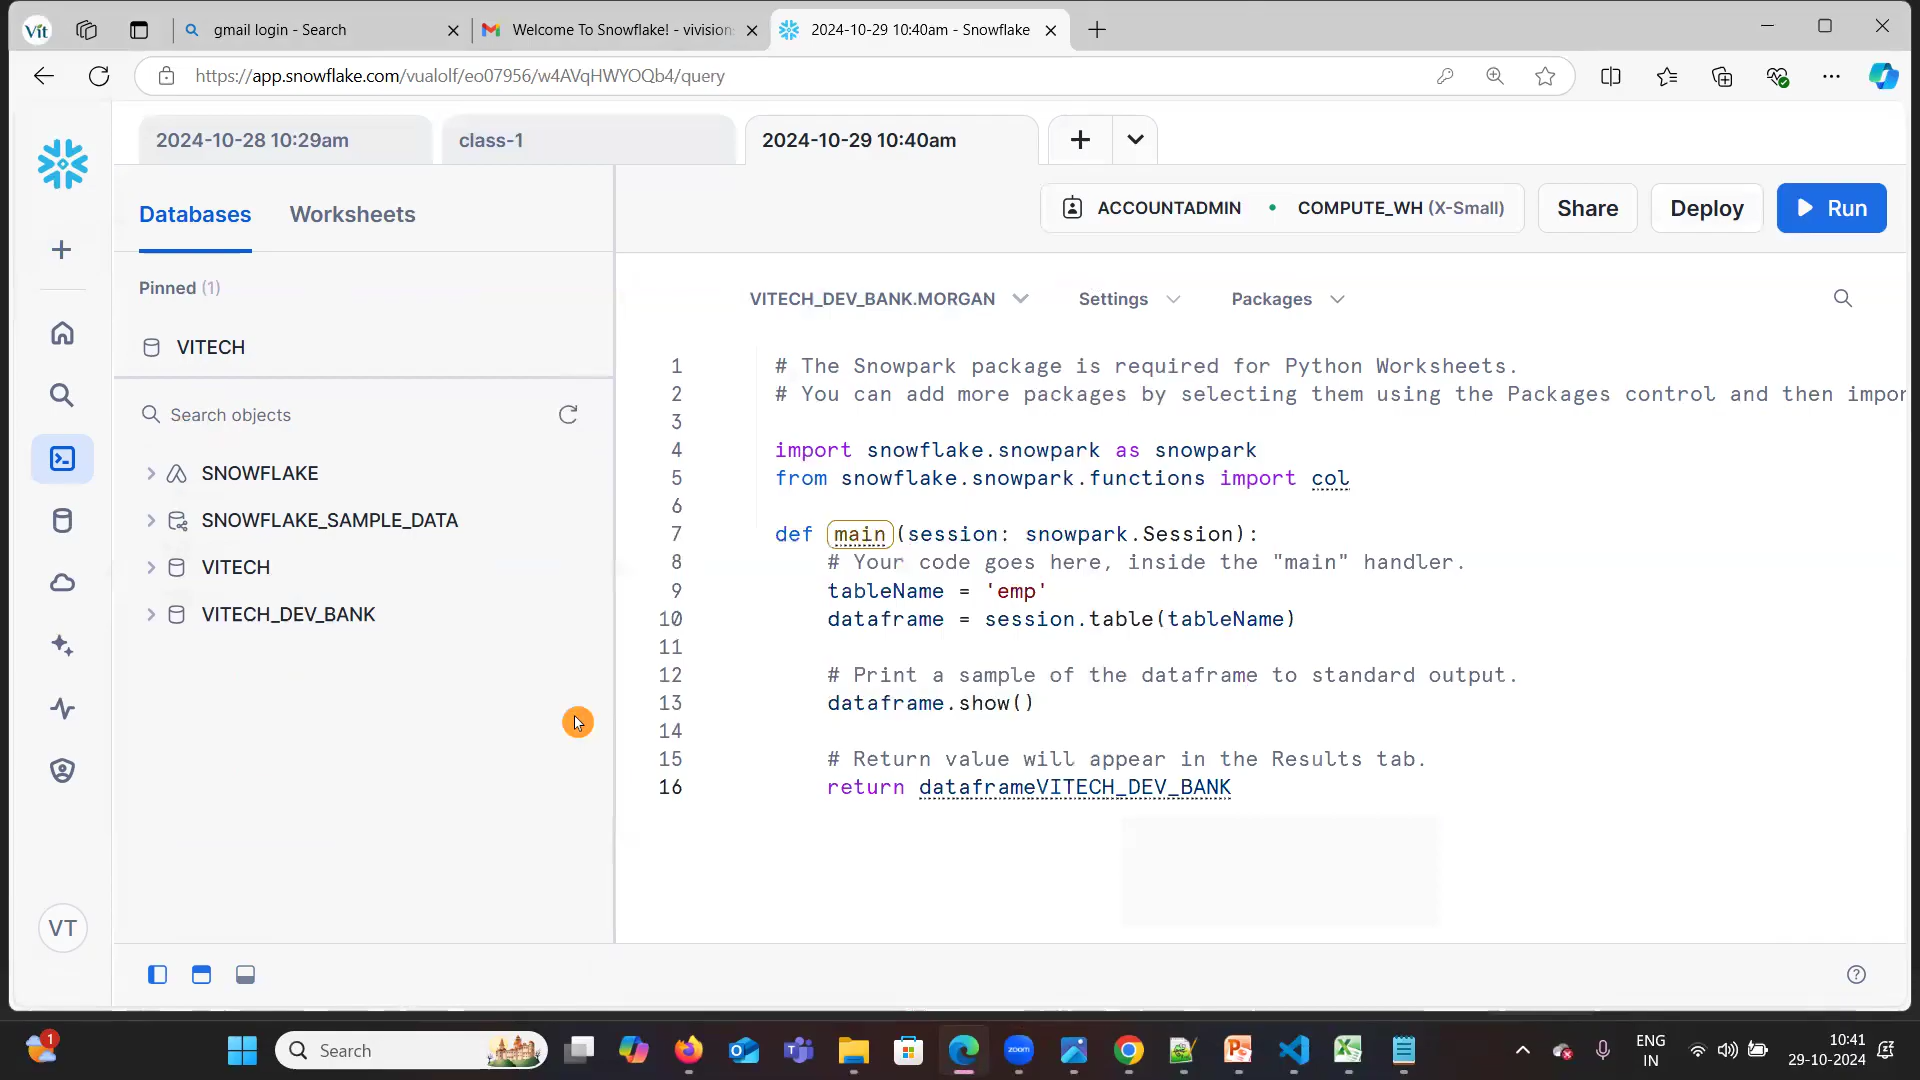 Vit
gmail login - Search
Welcome To Snowflake! - vivision
2024-10-29 10:40am - Snowflake
https://app.snowflake.com/vualolf/eo07956/w4AVqHWYOQb4/query
2024-10-28 10:29am
class-1
2024-10-29 10:40am
Databases
Worksheets
ACCOUNTADMIN • COMPUTE_WH (X-Small)
Share
Deploy
Run
Pinned (1)
VITECH
Search objects
SNOWFLAKE
SNOWFLAKE_SAMPLE_DATA
VITECH
VITECH_DEV_BANK
VT
VITECH_DEV_BANK.MORGAN
Settings
Packages
1 # The Snowpark package is required for Python Worksheets.
2 # You can add more packages by selecting them using the Packages control and then impor
3
4 import snowflake.snowpark as snowpark
5 from snowflake.snowpark.functions import col
6
7 def main(session: snowpark.Session):
8 # Your code goes here, inside the "main" handler.
9 tableName = 'emp'
10 dataframe = session.table(tableName)
11
12 # Print a sample of the dataframe to standard output.
13 dataframe.show()
14
15 # Return value will appear in the Results tab.
16 return dataframeVITECH_DEV_BANK
1
Search
zoom
ENG
IN
10:41
29-10-2024